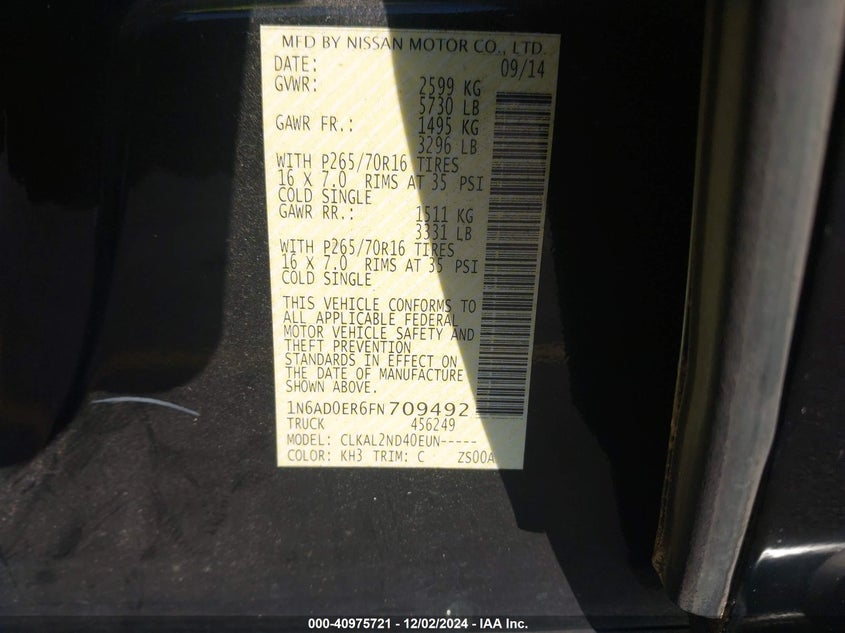 MFD BY NISSAN MOTOR CO., LTD.
DATE: 09/14
GVWR: 2599 KG
5730 LB
GAWR FR.: 1495 KG
3296 LB
WITH P265/70R16 TIRES
16 X 7.0 RIMS AT 35 PSI
COLD SINGLE
GAWR RR.: 1511 KG
3331 LB
WITH P265/70R16 TIRES
16 X 7.0 RIMS AT 35 PSI
COLD SINGLE
THIS VEHICLE CONFORMS TO
ALL APPLICABLE FEDERAL
MOTOR VEHICLE SAFETY AND
THEFT PREVENTION
STANDARDS IN EFFECT ON
THE DATE OF MANUFACTURE
SHOWN ABOVE.
1N6AD0ER6FN709492
TRUCK 456249
MODEL: CLKAL2ND40EUN-----
COLOR: KH3 TRIM: C ZS00A
000-40975721 - 12/02/2024 - IAA Inc.